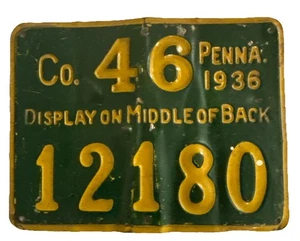 Co. 46 PENNA.
1936
DISPLAY ON MIDDLE OF BACK
12180